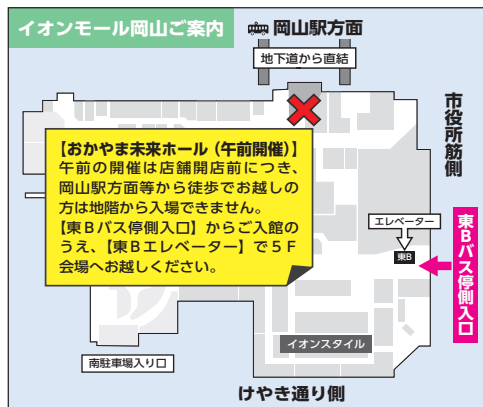 イオンモール岡山ご案内
岡山駅方面
地下道から直結
市役所筋側
【おかやま未来ホール（午前開催）】
午前の開催は店舗開店前につき、
岡山駅方面等から徒歩でお越しの
方は地階から入場できません。
【東Bバス停側入口】からご入館の
うえ、【東Bエレベーター】で5F
会場へお越しください。
エレベーター
東B
東Bバス停側入口
イオンスタイル
南駐車場入り口
けやき通り側